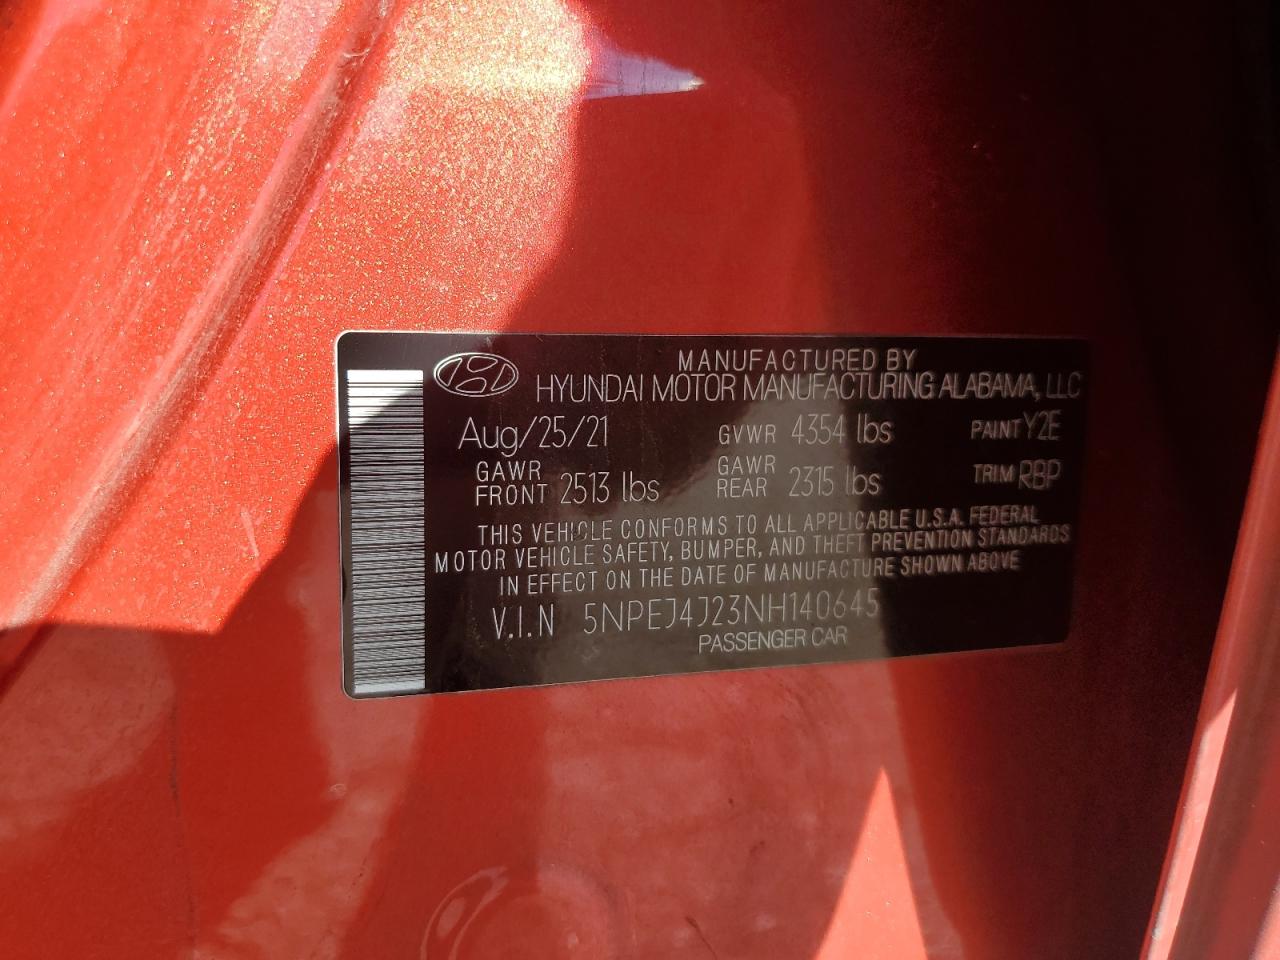 MANUFACTURED BY
HYUNDAI MOTOR MANUFACTURING ALABAMA, LLC
Aug/25/21 GVWR 4354 lbs PAINT Y2E
GAWR FRONT 2513 lbs GAWR REAR 2315 lbs TRIM RBP
THIS VEHICLE CONFORMS TO ALL APPLICABLE U.S.A. FEDERAL
MOTOR VEHICLE SAFETY, BUMPER, AND THEFT PREVENTION STANDARDS
IN EFFECT ON THE DATE OF MANUFACTURE SHOWN ABOVE
V.I.N 5NPEJ4J23NH140645
PASSENGER CAR